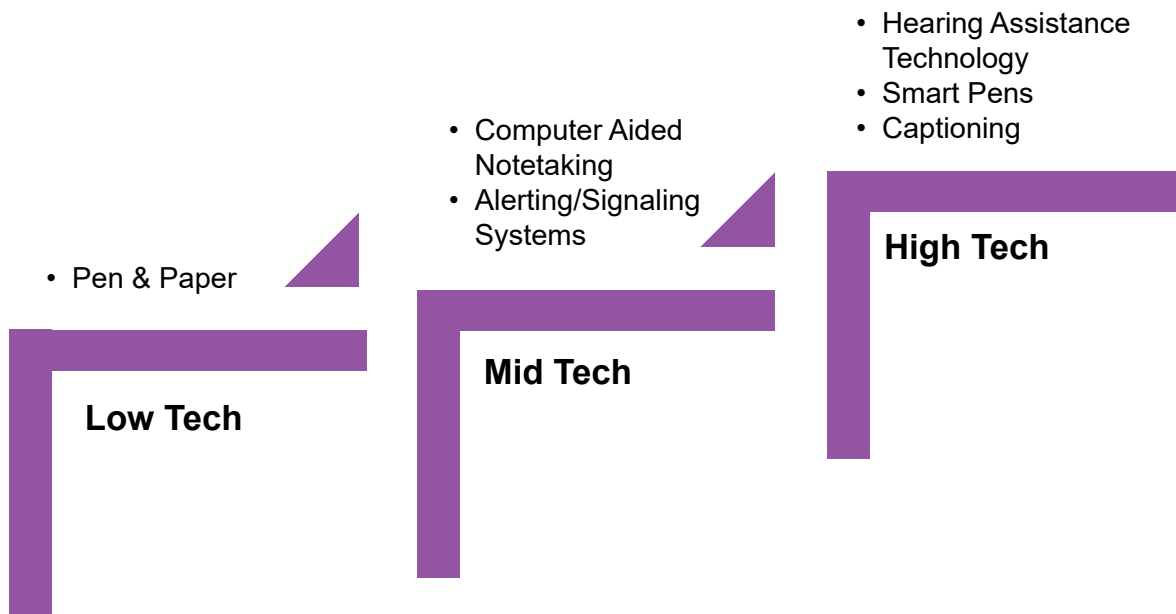 • Pen & Paper
Low Tech
• Computer Aided
Notetaking
• Alerting/Signaling
Systems
Mid Tech
• Hearing Assistance
Technology
• Smart Pens
• Captioning
High Tech